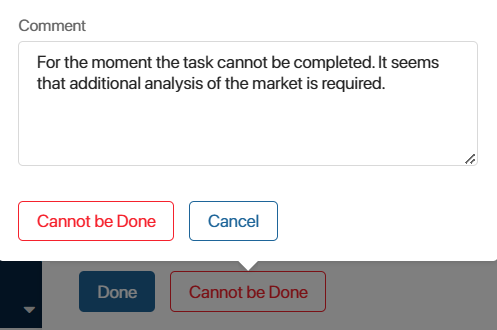 Comment
For the moment the task cannot be completed. It seems
that additional analysis of the market is required.
Cannot be Done
Cancel
Done
Cannot be Done